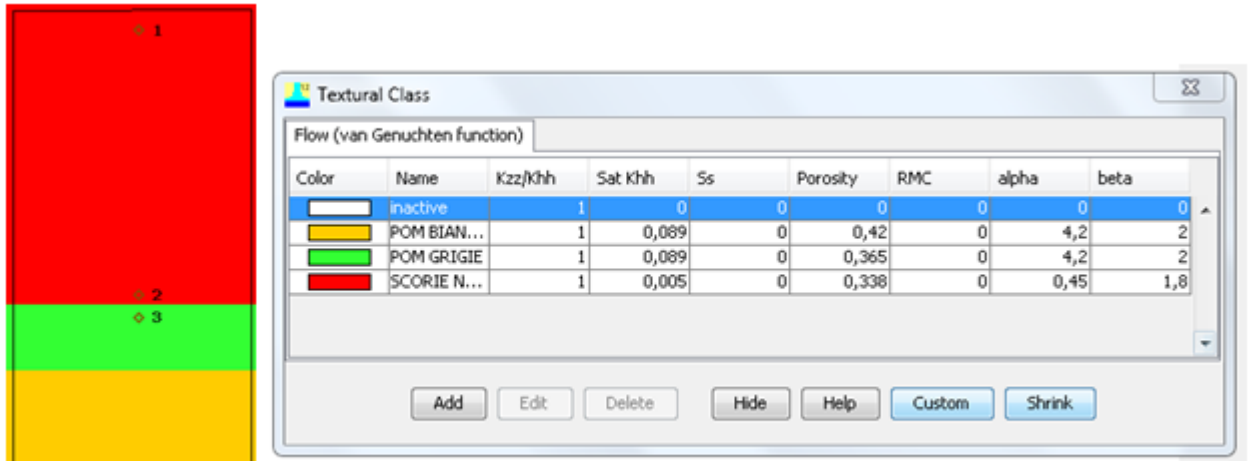 1
2
3
Textural Class
Flow (van Genuchten function)
Color Name Kzz/Khh Sat Khh Ss Porosity RMC alpha beta
inactive 1 0 0 0 0 0 0
POM BIAN... 1 0,089 0 0,42 0 4,2 2
POM GRIGIE 1 0,089 0 0,365 0 4,2 2
SCORIE N... 1 0,005 0 0,338 0 0,45 1,8
Add Edit Delete Hide Help Custom Shrink